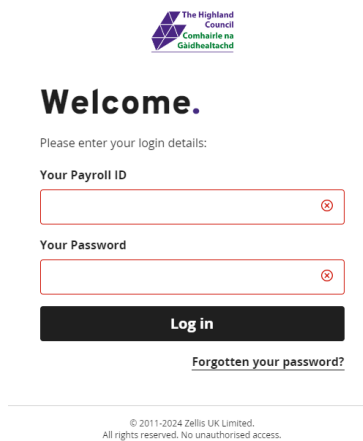 The Highland
Council
Comhairle na
Gàidhealtachd
Welcome.
Please enter your login details:
Your Payroll ID
Your Password
Log in
Forgotten your password?
© 2011-2024 Zellis UK Limited.
All rights reserved. No unauthorised access.